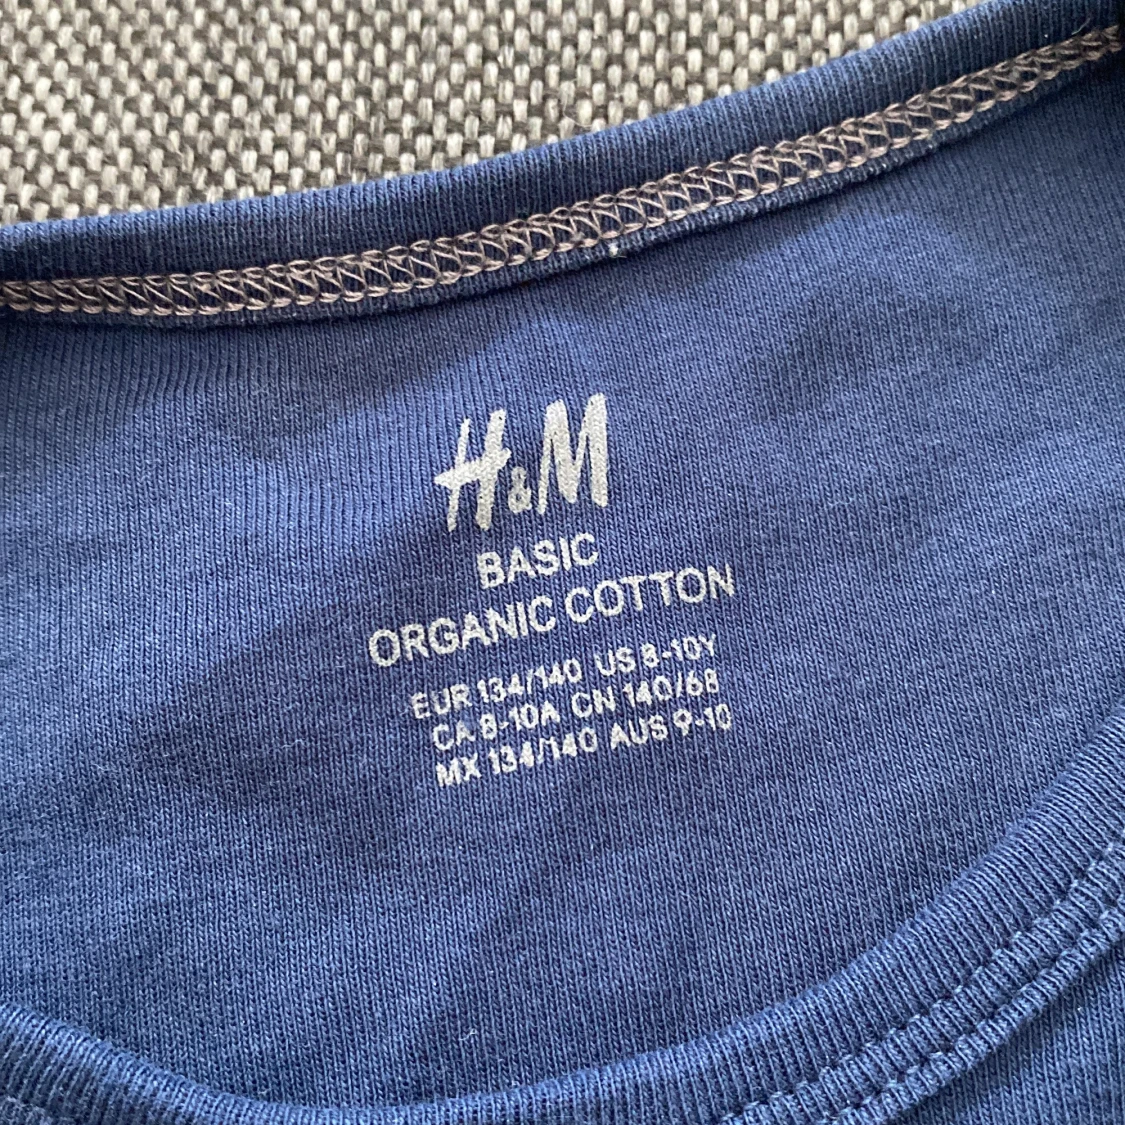 H&M
BASIC
ORGANIC COTTON
EUR 134/140 US 8-10Y
CA 8-10A CN 140/68
MX 134/140 AUS 9-10